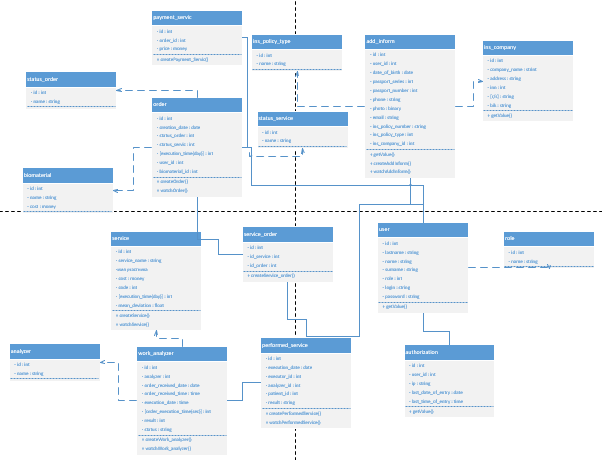 payment_servic
- id : int
- order_id : int
- price : money
+ createPayment_Servic()
ins_policy_type
- id : int
- name : string
add_inform
- id : int
- user_id : int
- date_of_birth : date
- passport_series : int
- passport_number : int
- phone : string
- photo : binary
- email : string
- ins_policy_number : string
- ins_policy_type : int
- ins_company_id : int
+ getValue()
+ createAddInform()
+ watchAddInform()
ins_company
- id : int
- company_name : string
- address : string
- inn : int
- bik : string
+ getValue()
status_order
- id : int
- name : string
order
- id : int
- creation_date : date
- status_order : int
- status_servic : int
- [execution_time(day)] : int
- user_id : int
- biomaterial_id : int
+ createOrder()
+ watchOrder()
status_service
- id : int
- name : string
biomaterial
- id : int
- name : string
- cost : money
service
- id : int
- service_name : string
- cost : money
- code : int
- [execution_time(day)] : int
- mean_deviation : float
+ createService()
+ watchService()
service_order
- id : int
- id_service : int
- id_order : int
+ createService_order()
user
- id : int
- lastname : string
- name : string
- surname : string
- role : int
- login : string
- password : string
+ getValue()
role
- id : int
- name : string
analyzer
- id : int
- name : string
work_analyzer
- id : int
- analyzer : int
- order_received_date : date
- order_received_time : time
- execution_date : time
- [order_execution_time(sec)] : int
- result : int
- status : string
+ createWork_analyzer()
+ watchWork_analyzer()
performed_service
- id : int
- execution_date : date
- executor_id : int
- analyzer_id : int
- patient_id : int
- result : string
+ createPerformedService()
+ watchPerformedService()
authorization
- id : int
- user_id : int
- ip : string
- last_date_of_entry : date
- last_time_of_entry : time
+ getValue()